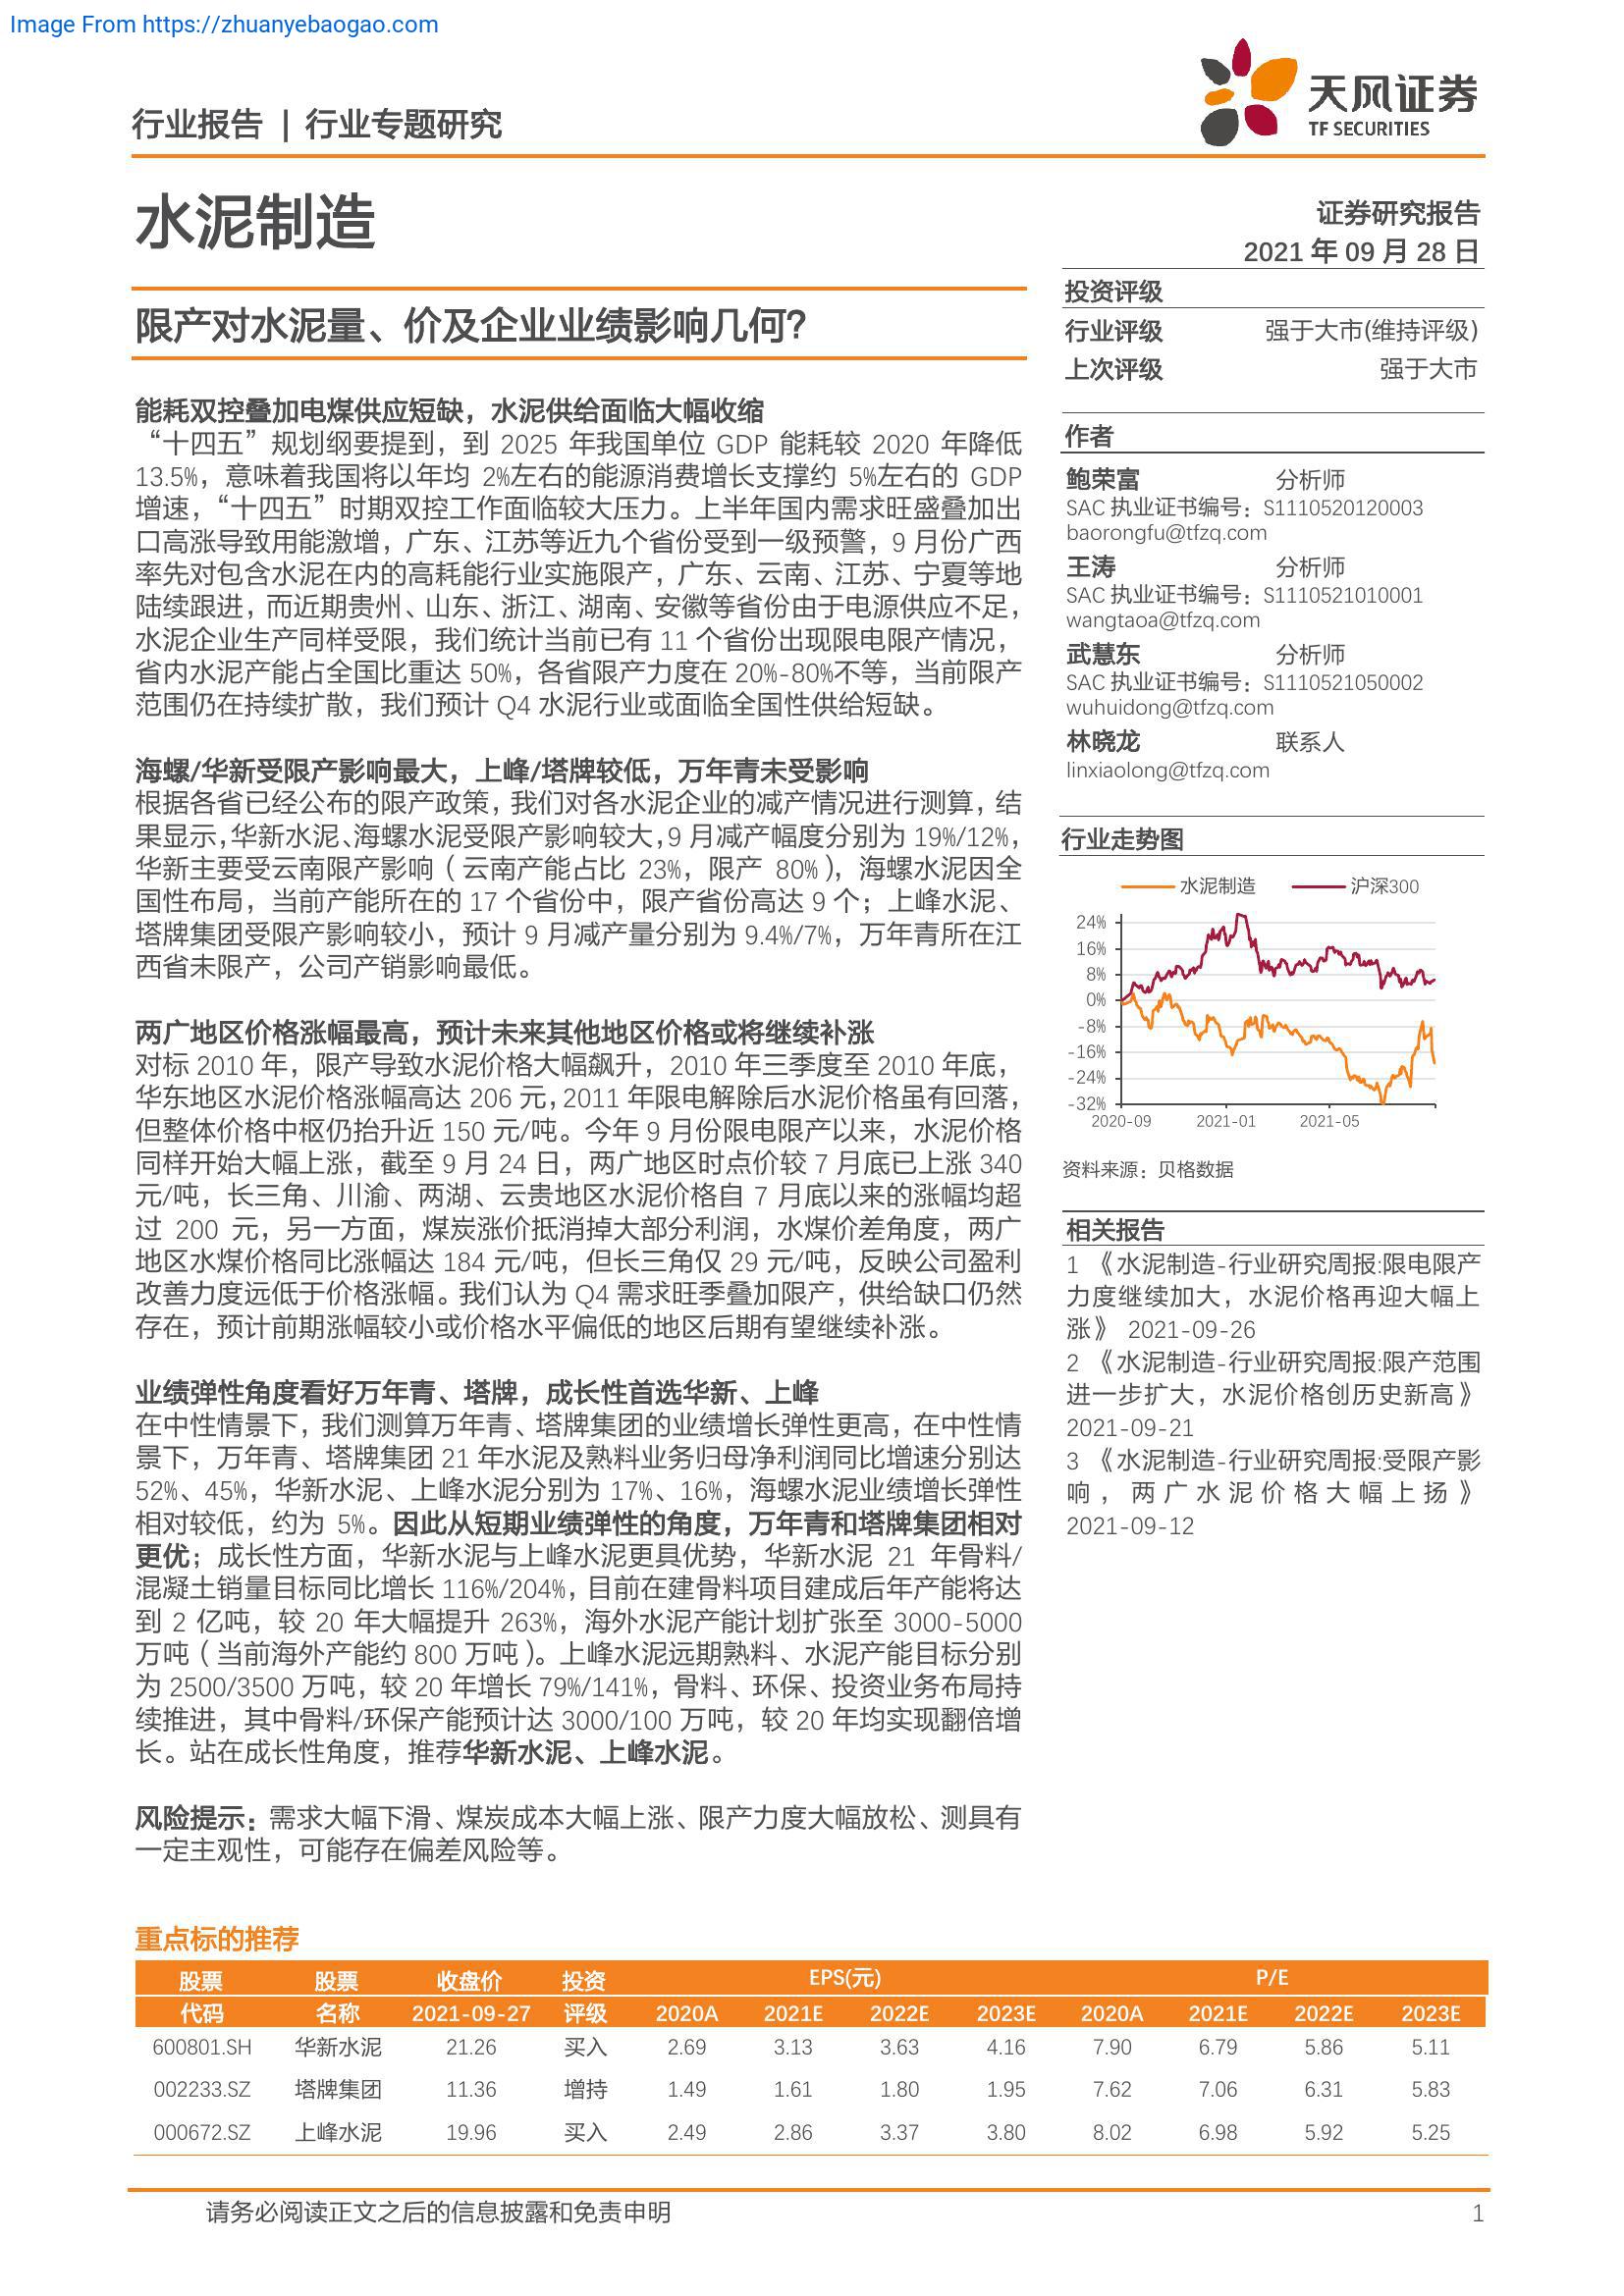 Image From https://zhuanyebaogao.com
行业报告 | 行业专题研究
天风证券
TF SECURITIES
水泥制造
证券研究报告
2021 年 09 月 28 日
限产对水泥量、价及企业业绩影响几何？
能耗双控叠加电煤供应短缺，水泥供给面临大幅收缩
“十四五”规划纲要提到，到 2025 年我国单位 GDP 能耗较 2020 年降低
13.5%，意味着我国将以年均 2%左右的能源消费增长支撑约 5%左右的 GDP
增速，“十四五”时期双控工作面临较大压力。上半年国内需求旺盛叠加出
口高涨导致用能激增，广东、江苏等近九个省份受到一级预警，9 月份广西
率先对包含水泥在内的高耗能行业实施限产，广东、云南、江苏、宁夏等地
陆续跟进，而近期贵州、山东、浙江、湖南、安徽等省份由于电源供应不足，
水泥企业生产同样受限，我们统计当前已有 11 个省份出现限电限产情况，
省内水泥产能占全国比重达 50%，各省限产力度在 20%-80%不等，当前限产
范围仍在持续扩散，我们预计 Q4 水泥行业或面临全国性供给短缺。
海螺/华新受限产影响最大，上峰/塔牌较低，万年青未受影响
根据各省已经公布的限产政策，我们对各水泥企业的减产情况进行测算，结
果显示，华新水泥、海螺水泥受限产影响较大，9 月减产幅度分别为 19%/12%，
华新主要受云南限产影响（云南产能占比 23%，限产 80%），海螺水泥因全
国性布局，当前产能所在的 17 个省份中，限产省份高达 9 个；上峰水泥、
塔牌集团受限产影响较小，预计 9 月减产量分别为 9.4%/7%，万年青所在江
西省未限产，公司产销影响最低。
两广地区价格涨幅最高，预计未来其他地区价格或将继续补涨
对标 2010 年，限产导致水泥价格大幅飙升，2010 年三季度至 2010 年底，
华东地区水泥价格涨幅高达 206 元，2011 年限电解除后水泥价格虽有回落，
但整体价格中枢仍抬升近 150 元/吨。今年 9 月份限电限产以来，水泥价格
同样开始大幅上涨，截至 9 月 24 日，两广地区时点价较 7 月底已上涨 340
元/吨，长三角、川渝、两湖、云贵地区水泥价格自 7 月底以来的涨幅均超
过 200 元，另一方面，煤炭涨价抵消掉大部分利润，水煤价差角度，两广
地区水煤价格同比涨幅达 184 元/吨，但长三角仅 29 元/吨，反映公司盈利
改善力度远低于价格涨幅。我们认为 Q4 需求旺季叠加限产，供给缺口仍然
存在，预计前期涨幅较小或价格水平偏低的地区后期有望继续补涨。
业绩弹性角度看好万年青、塔牌，成长性首选华新、上峰
在中性情景下，我们测算万年青、塔牌集团的业绩增长弹性更高，在中性情
景下，万年青、塔牌集团 21 年水泥及熟料业务归母净利润同比增速分别达
52%、45%，华新水泥、上峰水泥分别为 17%、16%，海螺水泥业绩增长弹性
相对较低，约为 5%。因此从短期业绩弹性的角度，万年青和塔牌集团相对
更优；成长性方面，华新水泥与上峰水泥更具优势，华新水泥 21 年骨料/
混凝土销量目标同比增长 116%/204%，目前在建骨料项目建成后年产能将达
到 2 亿吨，较 20 年大幅提升 263%，海外水泥产能计划扩张至 3000-5000
万吨（当前海外产能约 800 万吨）。上峰水泥远期熟料、水泥产能目标分别
为 2500/3500 万吨，较 20 年增长 79%/141%，骨料、环保、投资业务布局持
续推进，其中骨料/环保产能预计达 3000/100 万吨，较 20 年均实现翻倍增
长。站在成长性角度，推荐华新水泥、上峰水泥。
风险提示：需求大幅下滑、煤炭成本大幅上涨、限产力度大幅放松、测具有
一定主观性，可能存在偏差风险等。
投资评级
行业评级 强于大市(维持评级)
上次评级 强于大市
作者
鲍荣富 分析师
SAC 执业证书编号：S1110520120003
baorongfu@tfzq.com
王涛 分析师
SAC 执业证书编号：S1110521010001
wangtaoa@tfzq.com
武慧东 分析师
SAC 执业证书编号：S1110521050002
wuhuidong@tfzq.com
林晓龙 联系人
linxiaolong@tfzq.com
行业走势图
水泥制造 沪深300
24%
16%
8%
0%
-8%
-16%
-24%
-32%
2020-09 2021-01 2021-05
资料来源：贝格数据
相关报告
1 《水泥制造-行业研究周报:限电限产
力度继续加大，水泥价格再迎大幅上
涨》 2021-09-26
2 《水泥制造-行业研究周报:限产范围
进一步扩大，水泥价格创历史新高》
2021-09-21
3 《水泥制造-行业研究周报:受限产影
响，两广水泥价格大幅上扬》
2021-09-12
重点标的推荐
股票 股票 收盘价 投资 EPS(元) P/E
代码 名称 2021-09-27 评级 2020A 2021E 2022E 2023E 2020A 2021E 2022E 2023E
600801.SH 华新水泥 21.26 买入 2.69 3.13 3.63 4.16 7.90 6.79 5.86 5.11
002233.SZ 塔牌集团 11.36 增持 1.49 1.61 1.80 1.95 7.62 7.06 6.31 5.83
000672.SZ 上峰水泥 19.96 买入 2.49 2.86 3.37 3.80 8.02 6.98 5.92 5.25
请务必阅读正文之后的信息披露和免责申明 1